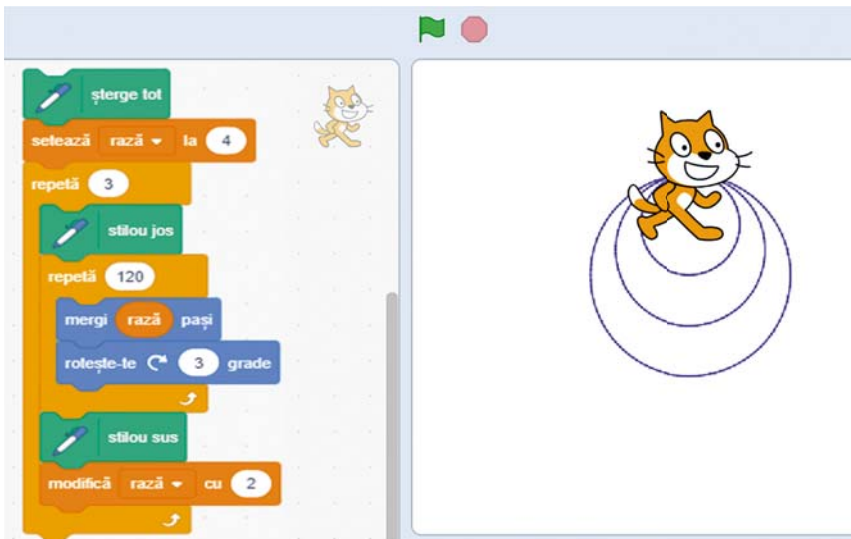 șterge tot
setează rază la 4
repetă 3
stilou jos
repetă 120
mergi rază pași
rotește-te 3 grade
stilou sus
modifică rază cu 2